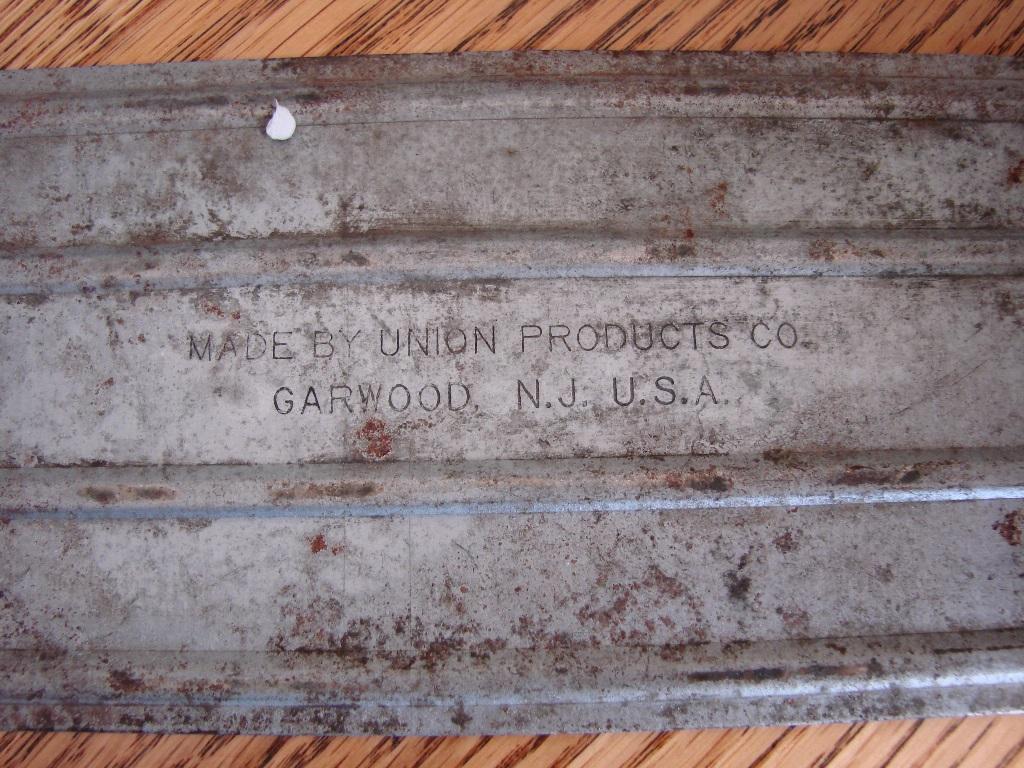 MADE BY UNION PRODUCTS CO.
GARWOOD, N.J. U.S.A.